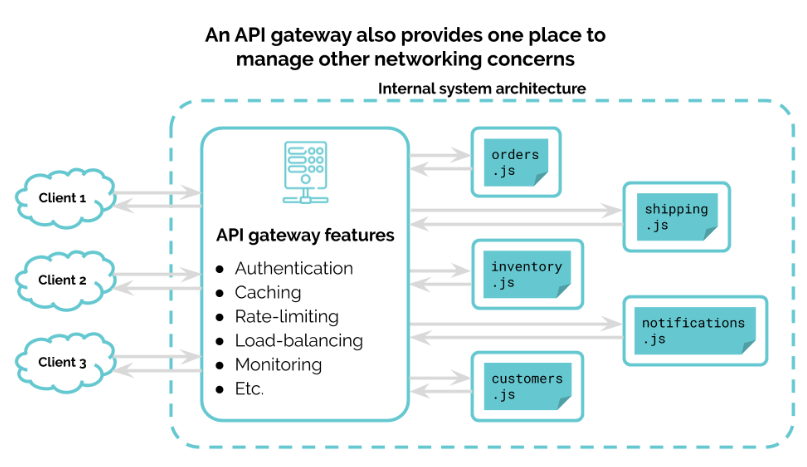 An API gateway also provides one place to
manage other networking concerns
Internal system architecture
Client 1
Client 2
Client 3
API gateway features
● Authentication
● Caching
● Rate-limiting
● Load-balancing
● Monitoring
● Etc.
orders
.js
shipping
.js
inventory
.js
notifications
.js
customers
.js